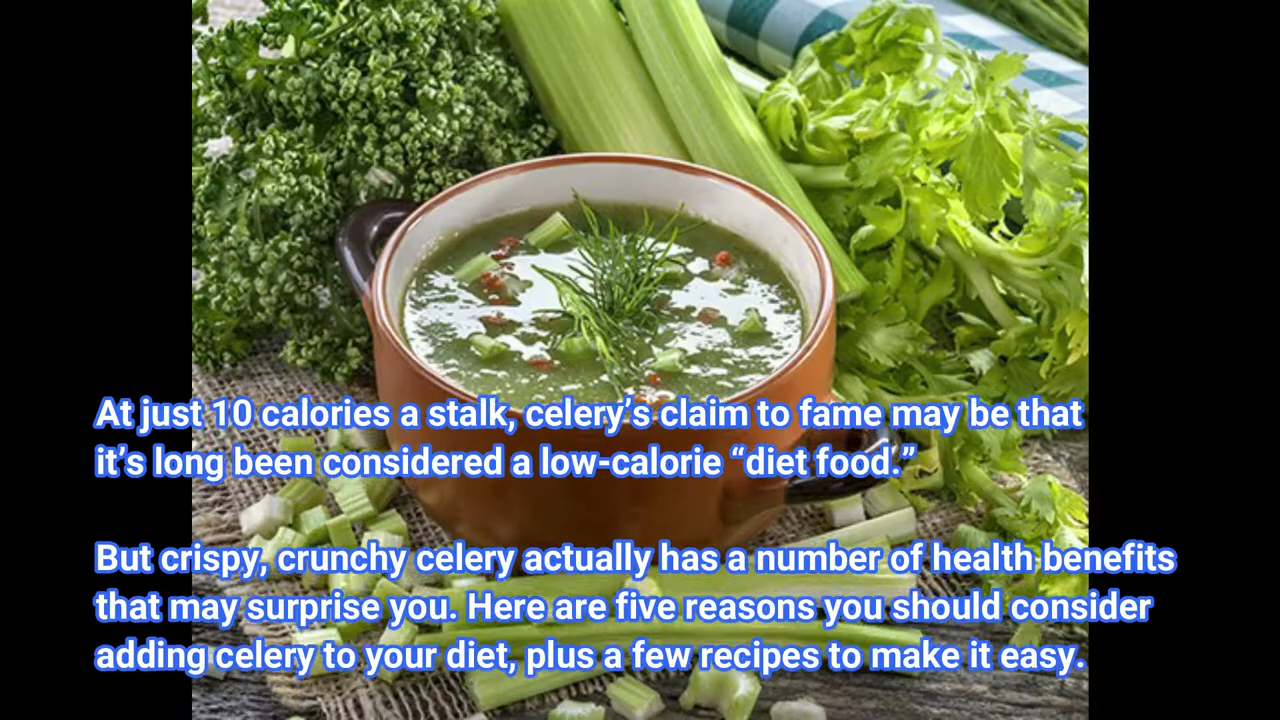 At just 10 calories a stalk, celery’s claim to fame may be that
it’s long been considered a low-calorie “diet food.”
But crispy, crunchy celery actually has a number of health benefits
that may surprise you. Here are five reasons you should consider
adding celery to your diet, plus a few recipes to make it easy.